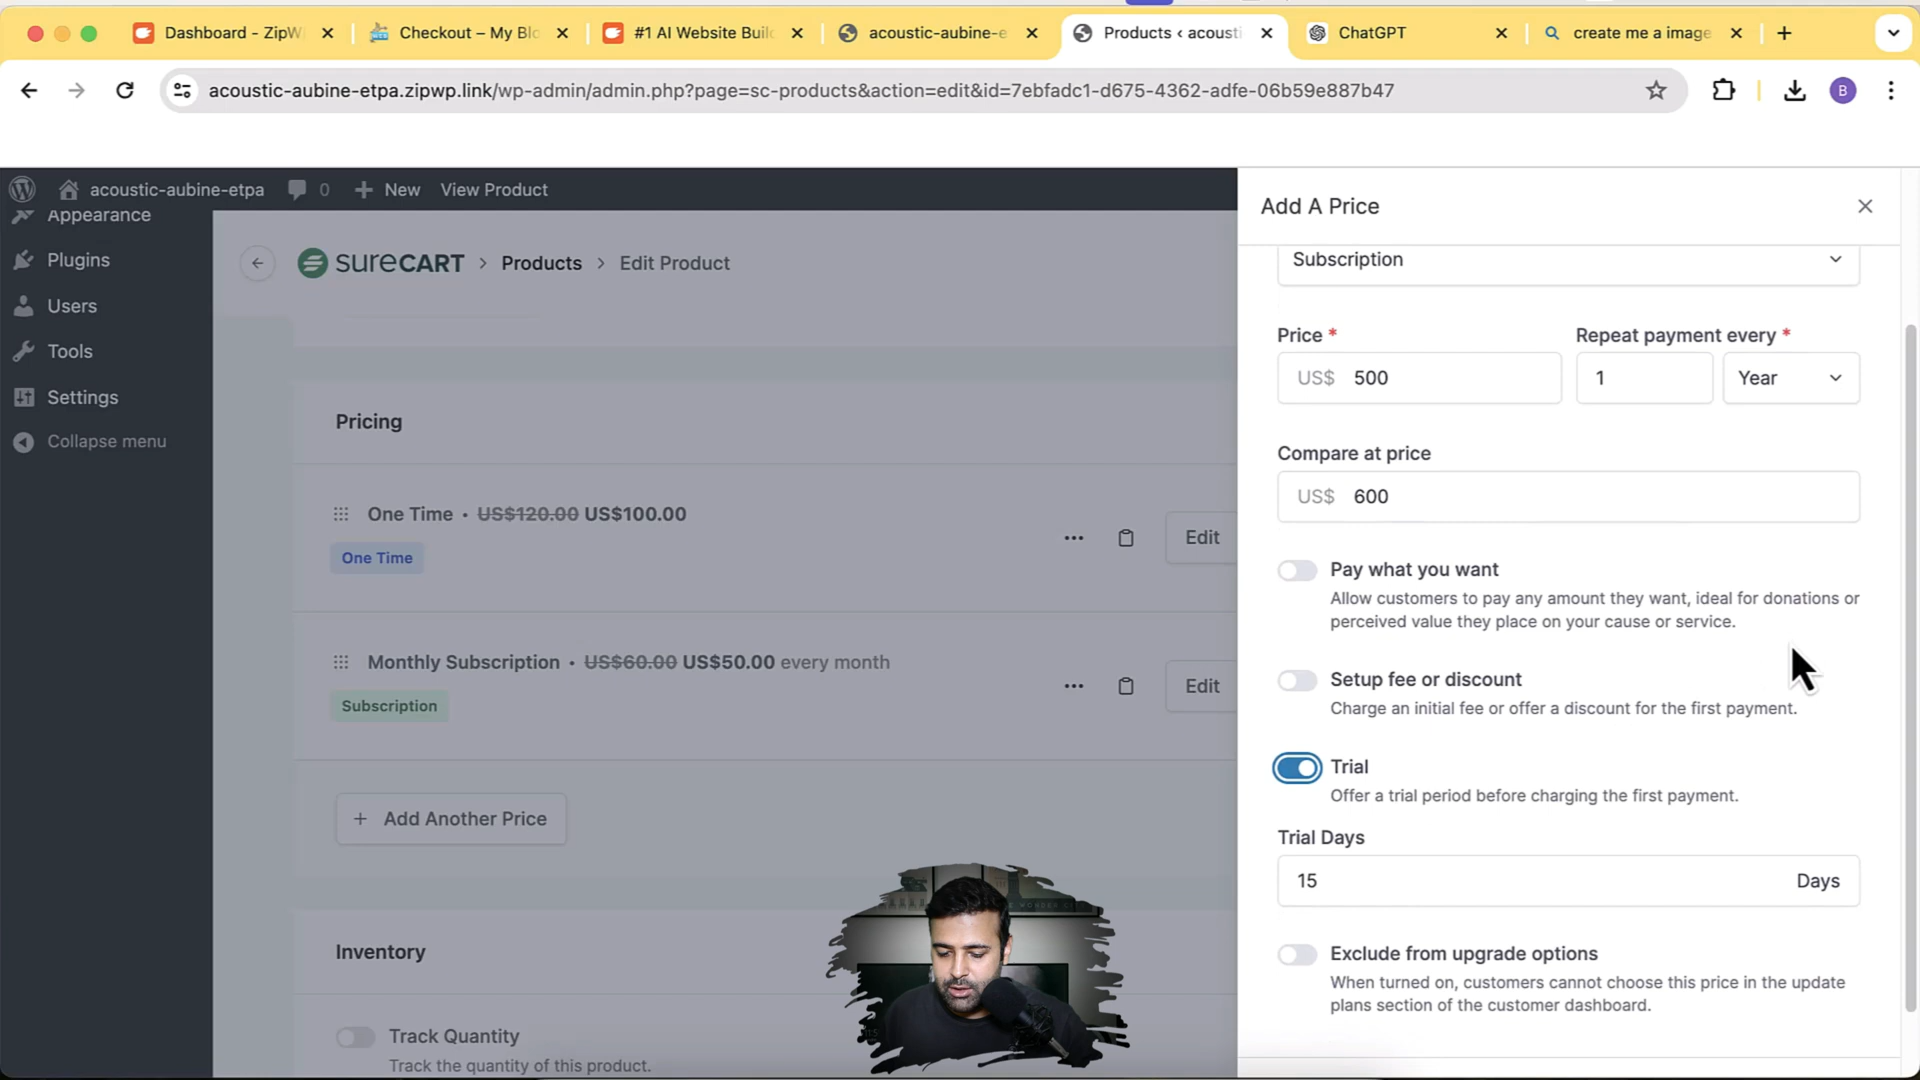 Dashboard - ZipW
Checkout – My Blo
#1 AI Website Buil
acoustic-aubine-e
Products ‹ acousti
ChatGPT
create me a image
acoustic-aubine-etpa.zipwp.link/wp-admin/admin.php?page=sc-products&action=edit&id=7ebfadc1-d675-4362-adfe-06b59e887b47
B
acoustic-aubine-etpa
0
New
View Product
Appearance
Plugins
Users
Tools
Settings
Collapse menu
SURECART
Products
Edit Product
Pricing
One Time • US$120.00 US$100.00
One Time
Edit
Monthly Subscription • US$60.00 US$50.00 every month
Subscription
Edit
+ Add Another Price
Inventory
Track Quantity
Track the quantity of this product.
Add A Price
Subscription
Price *
Repeat payment every *
US$ 500
1
Year
Compare at price
US$ 600
Pay what you want
Allow customers to pay any amount they want, ideal for donations or
perceived value they place on your cause or service.
Setup fee or discount
Charge an initial fee or offer a discount for the first payment.
Trial
Offer a trial period before charging the first payment.
Trial Days
15
Days
Exclude from upgrade options
When turned on, customers cannot choose this price in the update
plans section of the customer dashboard.